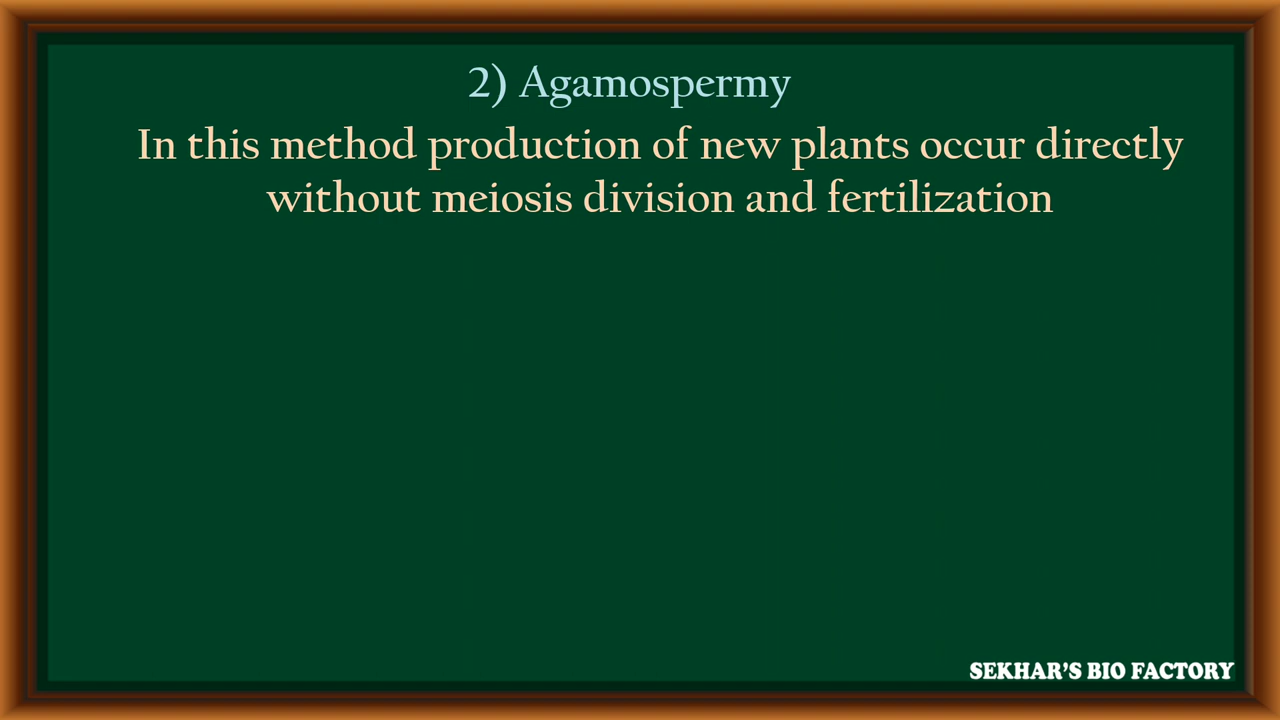 2) Agamospermy
In this method production of new plants occur directly
without meiosis division and fertilization
SEKHAR'S BIO FACTORY